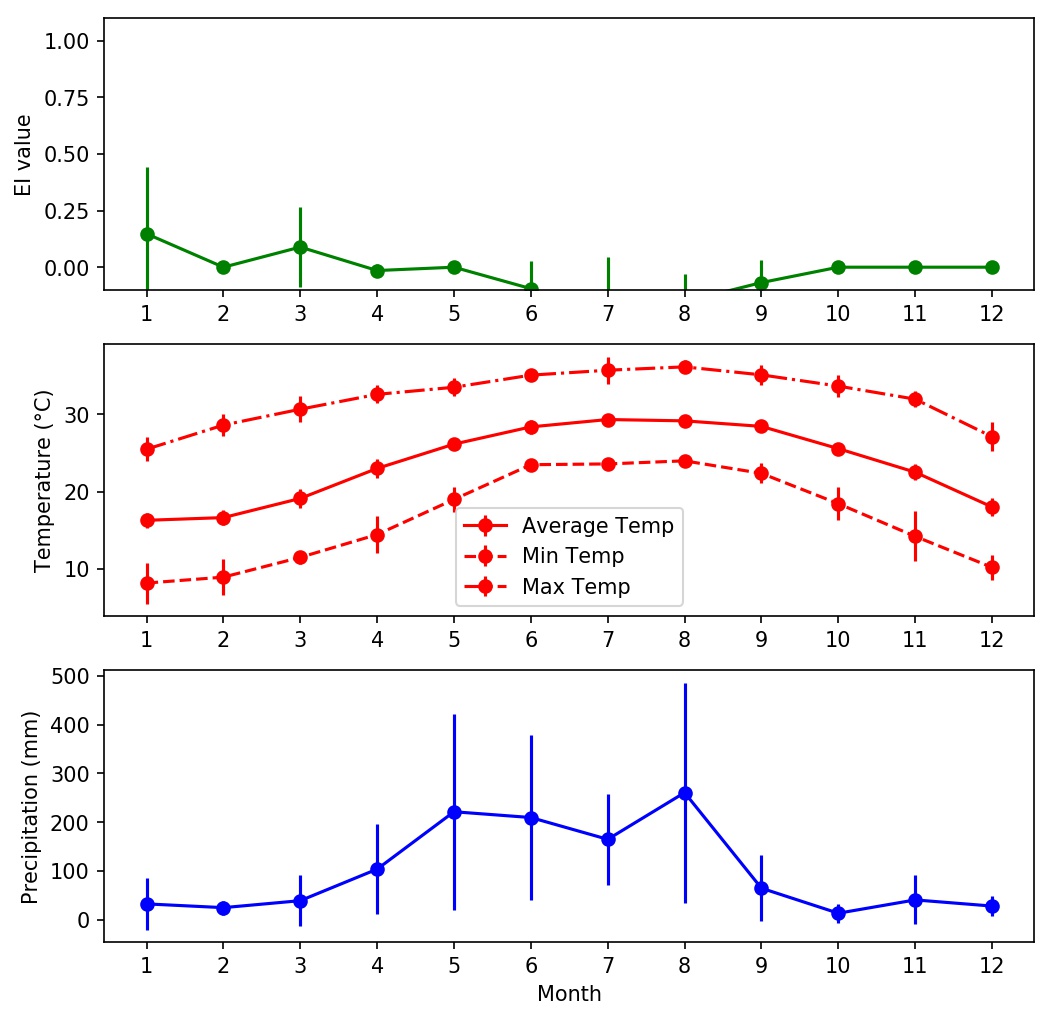 1.00
0.75
0.50
0.25
0.00
EI value
1 2 3 4 5 6 7 8 9 10 11 12
30
20
10
Temperature (°C)
Average Temp
Min Temp
Max Temp
1 2 3 4 5 6 7 8 9 10 11 12
500
400
300
200
100
0
Precipitation (mm)
1 2 3 4 5 6 7 8 9 10 11 12
Month